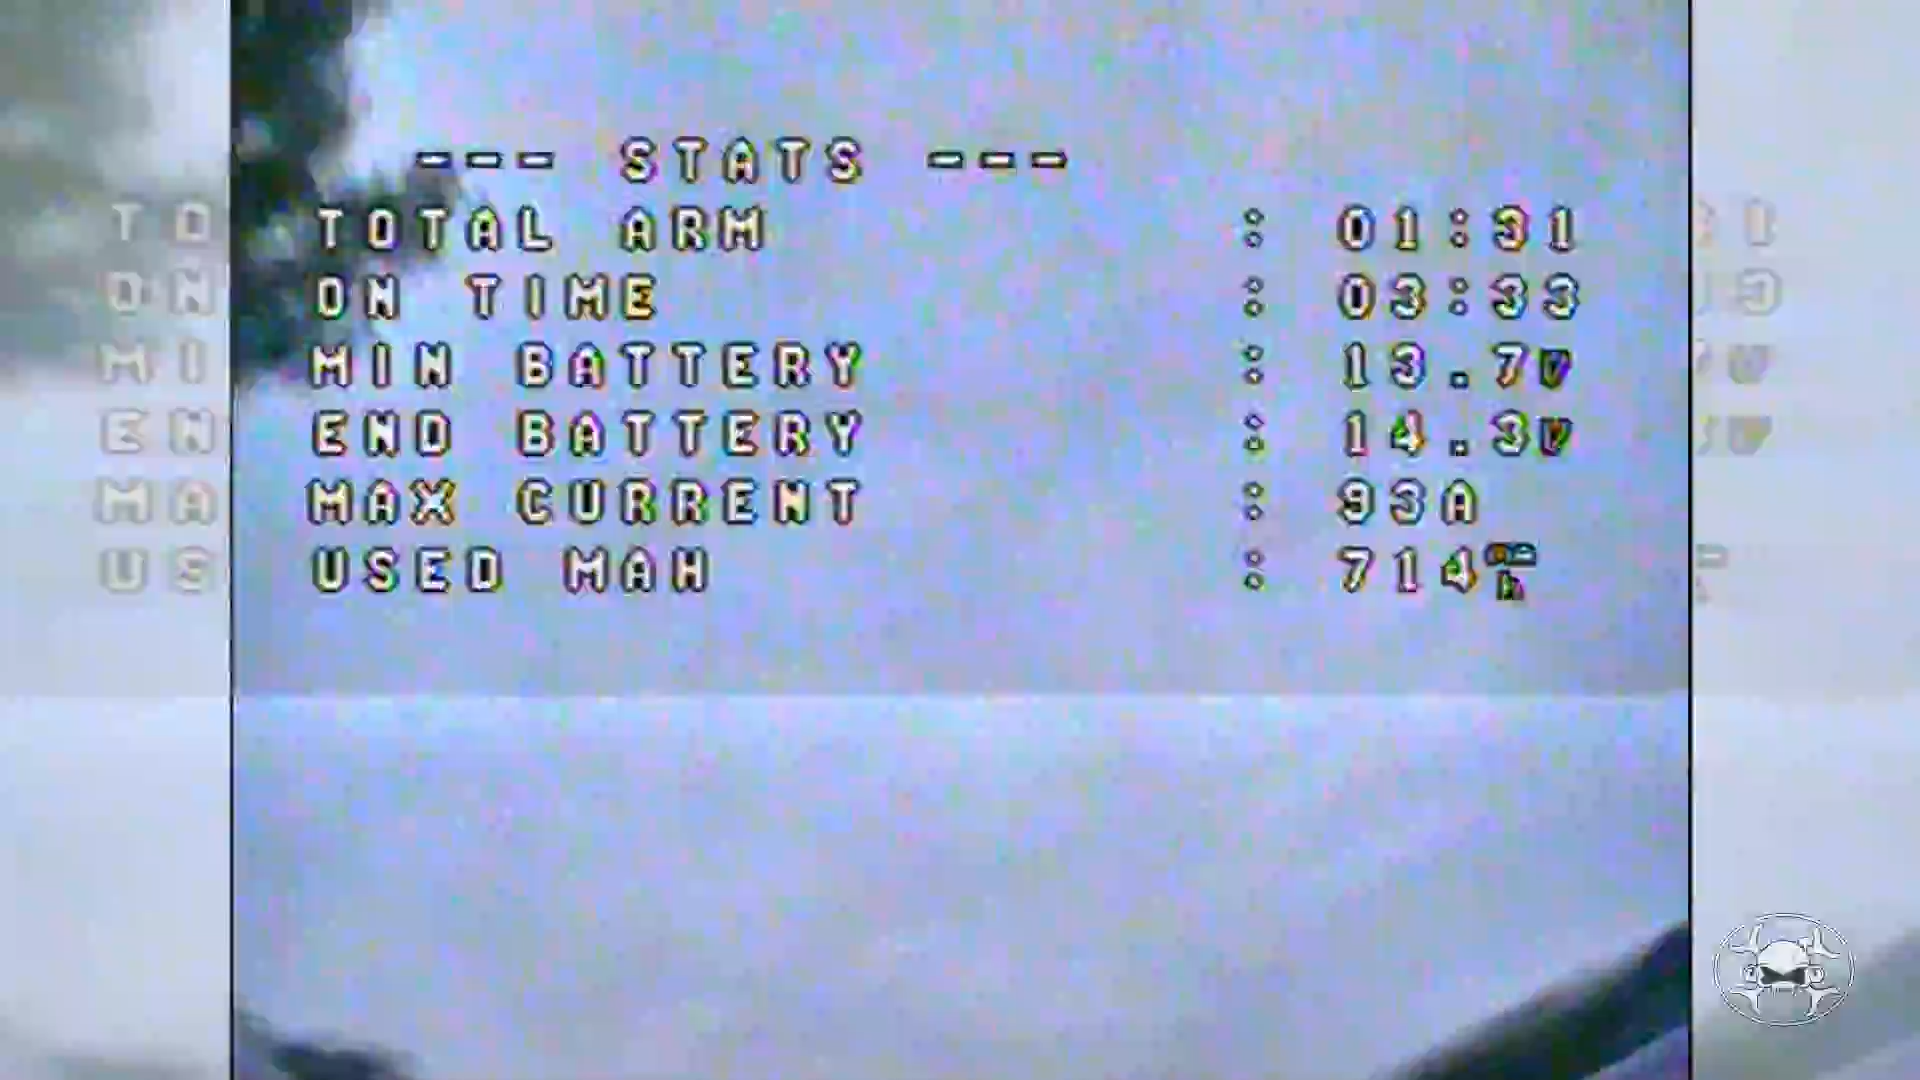 --- STATS ---
TOTAL ARM : 01:31
ON TIME : 03:33
MIN BATTERY : 13.7V
END BATTERY : 14.3V
MAX CURRENT : 93A
USED MAH : 714mAh